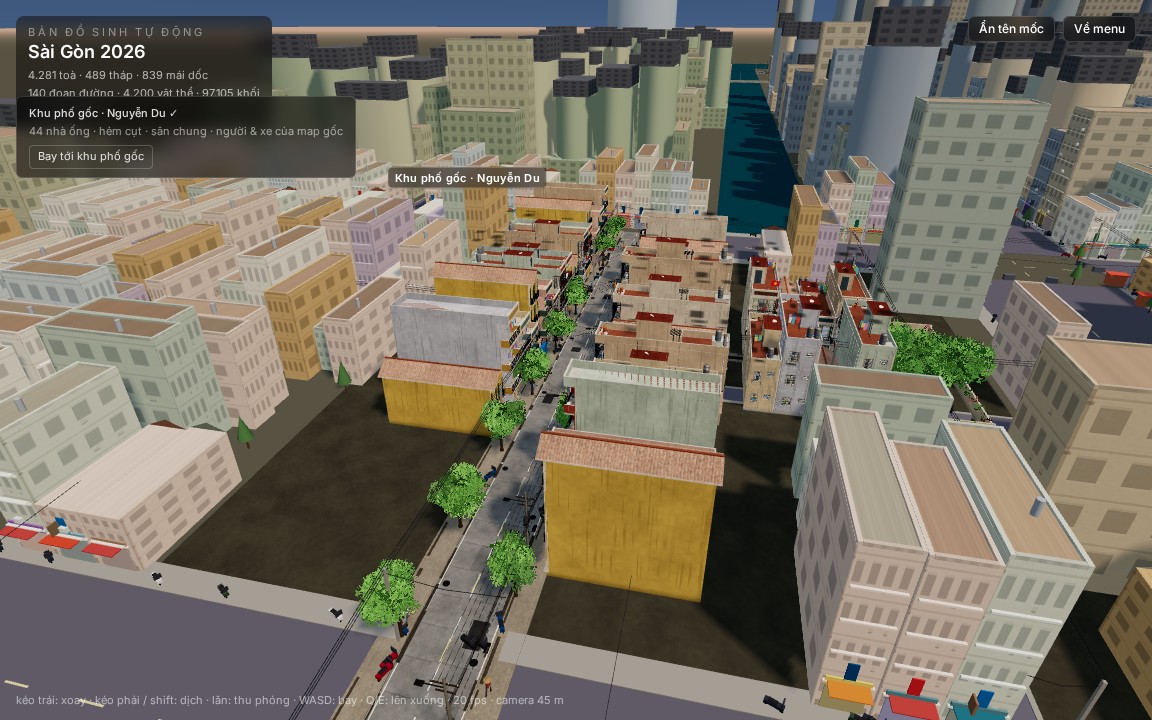 BẢN ĐỒ SINH TỰ ĐỘNG
Sài Gòn 2026
4.281 toà · 489 tháp · 839 mái dốc
140 đoạn đường · 4.200 vật thể · 97.105 khối
Khu phố gốc · Nguyễn Du ✓
44 nhà ống · hẻm cụt · sân chung · người & xe của map gốc
Bay tới khu phố gốc
Ẩn tên mốc
Về menu
Khu phố gốc · Nguyễn Du
kéo trái: xoay · kéo phải / shift: dịch · lăn: thu phóng · WASD: bay · Q/E: lên xuống · 20 fps · camera 45 m